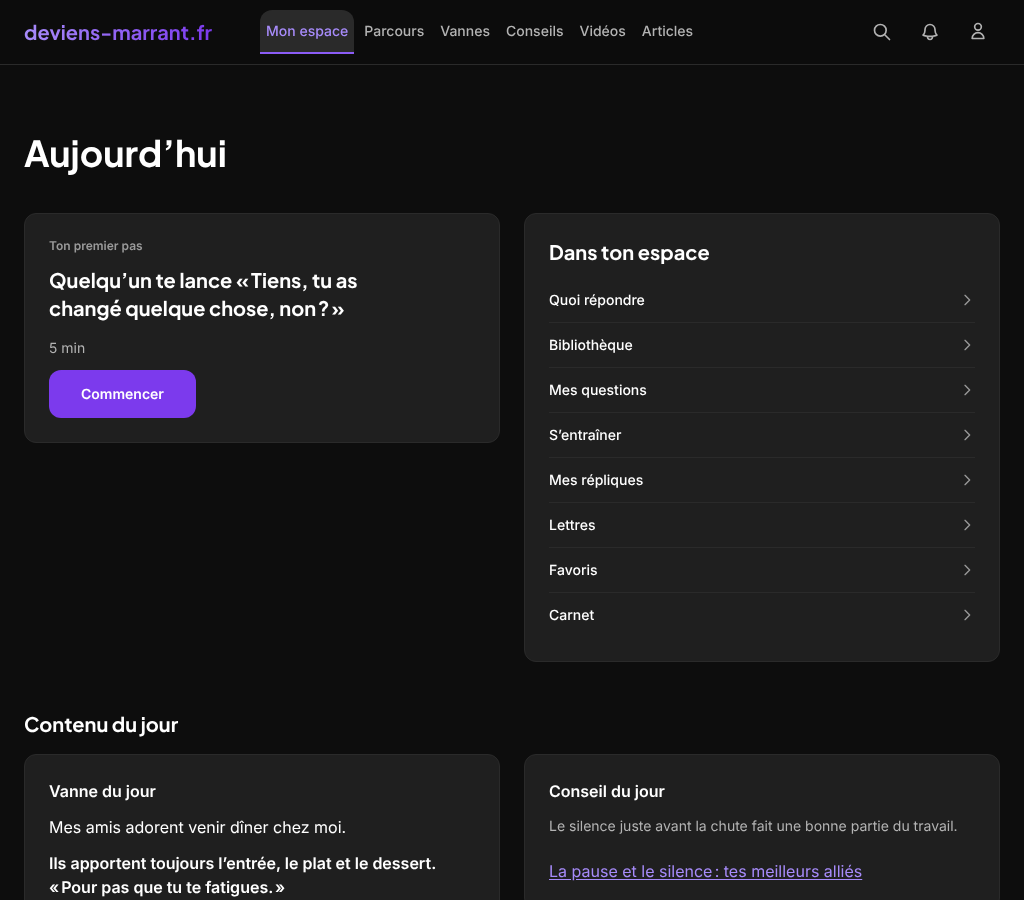 deviens-marrant.fr
Mon espace
Parcours
Vannes
Conseils
Vidéos
Articles
Aujourd’hui
Ton premier pas
Quelqu’un te lance « Tiens, tu as
changé quelque chose, non ? »
5 min
Commencer
Dans ton espace
Quoi répondre
Bibliothèque
Mes questions
S’entraîner
Mes répliques
Lettres
Favoris
Carnet
Contenu du jour
Vanne du jour
Mes amis adorent venir dîner chez moi.
Ils apportent toujours l’entrée, le plat et le dessert.
« Pour pas que tu te fatigues. »
Conseil du jour
Le silence juste avant la chute fait une bonne partie du travail.
La pause et le silence : tes meilleurs alliés